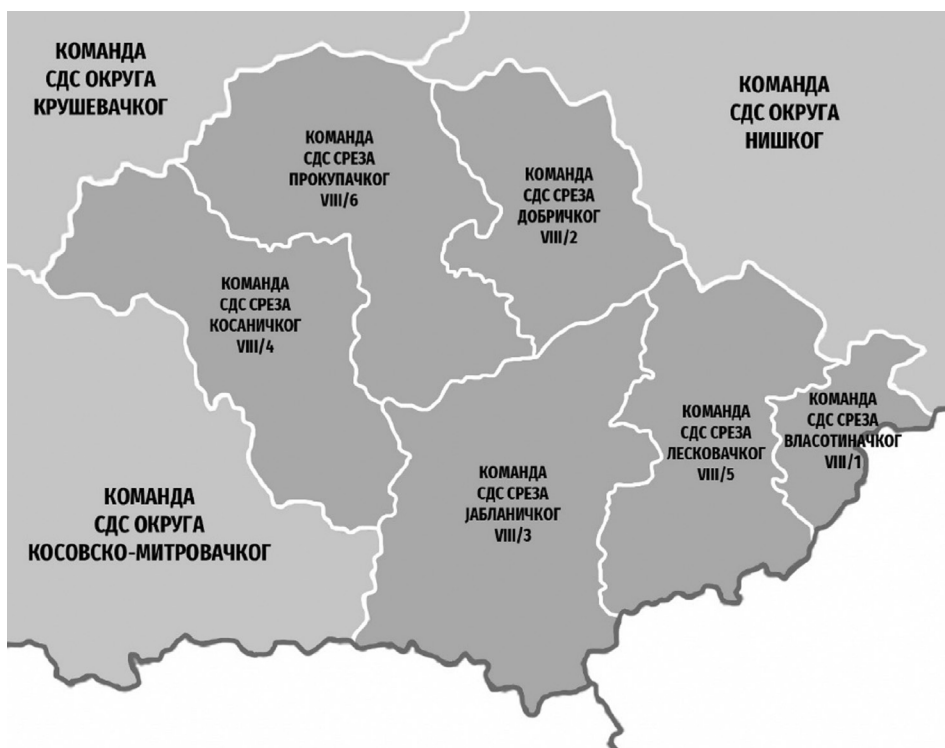 КОМАНДА
СДС ОКРУГА
КРУШЕВАЧКОГ
КОМАНДА
СДС ОКРУГА
НИШКОГ
КОМАНДА
СДС СРЕЗА
ПРОКУПАЧКОГ
VIII/6
КОМАНДА
СДС СРЕЗА
ДОБРИЧКОГ
VIII/2
КОМАНДА
СДС СРЕЗА
КОСАНИЧКОГ
VIII/4
КОМАНДА
СДС СРЕЗА
ВЛАСОТИНАЧКОГ
VIII/1
КОМАНДА
СДС СРЕЗА
ЛЕСКОВАЧКОГ
VIII/5
КОМАНДА
СДС СРЕЗА
ЈАБЛАНИЧКОГ
VIII/3
КОМАНДА
СДС ОКРУГА
КОСОВСКО-МИТРОВАЧКОГ